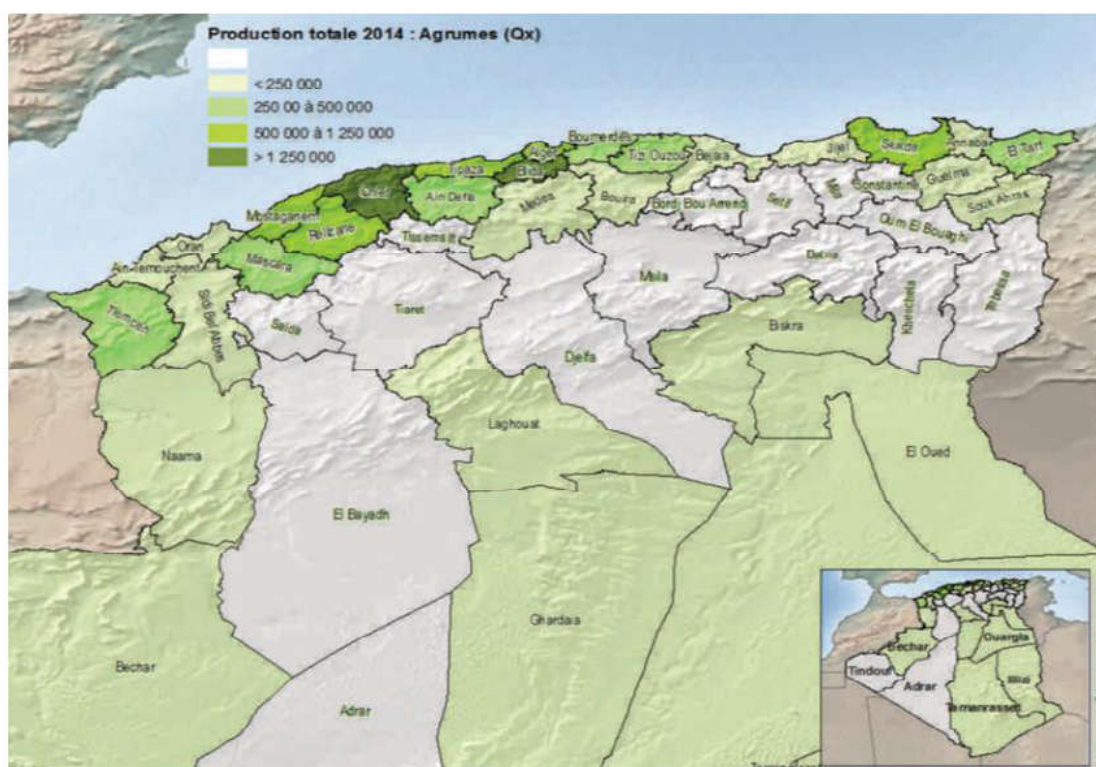 Production totale 2014 : Agrumes (Qx)
< 250 000
250 00 à 500 000
500 000 à 1 250 000
> 1 250 000
Boumerdès
Alger
Tizi Ouzou
Bejaia
Jijel
Skikda
Annaba
El Tarf
Tipaza
Blida
Chlef
Ain Defla
Medea
Bouira
Bordj Bou Arrerid
Setif
Mila
Constantine
Guelma
Souk Ahras
Mostaganem
Relizane
Tissemsilt
Oum El Bouaghi
Oran
Ain-Temouchent
Mascara
Msila
Batna
Khenchela
Tebessa
Tlemcen
Sidi Bel Abbes
Saida
Tiaret
Djelfa
Biskra
Laghouat
Naama
El Oued
El Bayadh
Ghardaia
Bechar
Adrar
Ouargla
Bechar
Tindouf
Adrar
Illizi
Tamanrasset